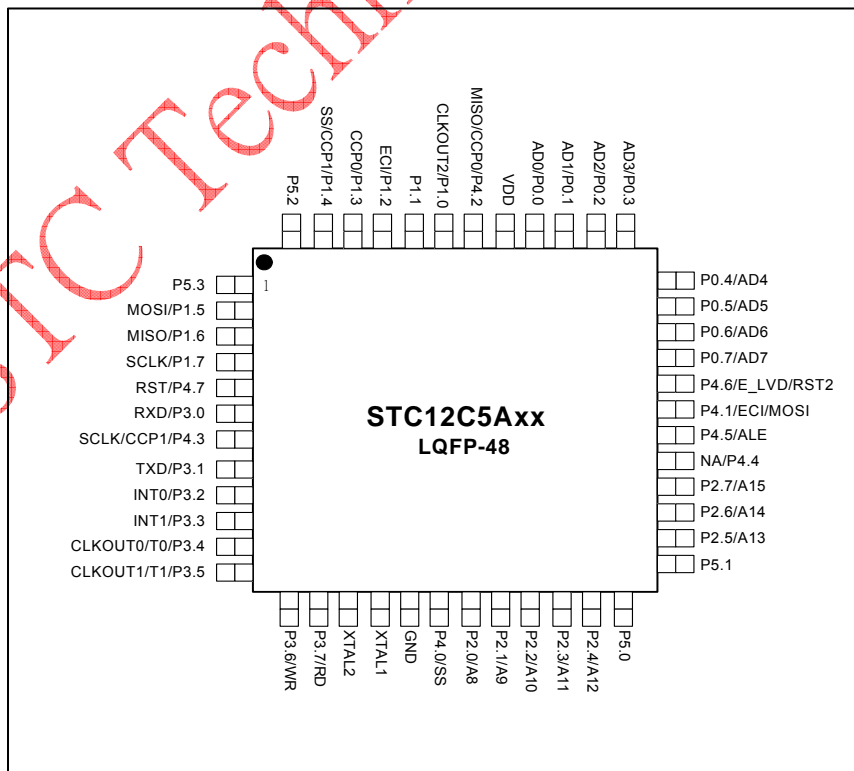 STC Techn
P5.2
SS/CCP1/P1.4
CCP0/P1.3
ECI/P1.2
P1.1
CLKOUT2/P1.0
MISO/CCP0/P4.2
VDD
AD0/P0.0
AD1/P0.1
AD2/P0.2
AD3/P0.3
1
P5.3
MOSI/P1.5
MISO/P1.6
SCLK/P1.7
RST/P4.7
RXD/P3.0
SCLK/CCP1/P4.3
TXD/P3.1
INT0/P3.2
INT1/P3.3
CLKOUT0/T0/P3.4
CLKOUT1/T1/P3.5
STC12C5Axx
LQFP-48
P0.4/AD4
P0.5/AD5
P0.6/AD6
P0.7/AD7
P4.6/E_LVD/RST2
P4.1/ECI/MOSI
P4.5/ALE
NA/P4.4
P2.7/A15
P2.6/A14
P2.5/A13
P5.1
P3.6/WR
P3.7/RD
XTAL2
XTAL1
GND
P4.0/SS
P2.0/A8
P2.1/A9
P2.2/A10
P2.3/A11
P2.4/A12
P5.0